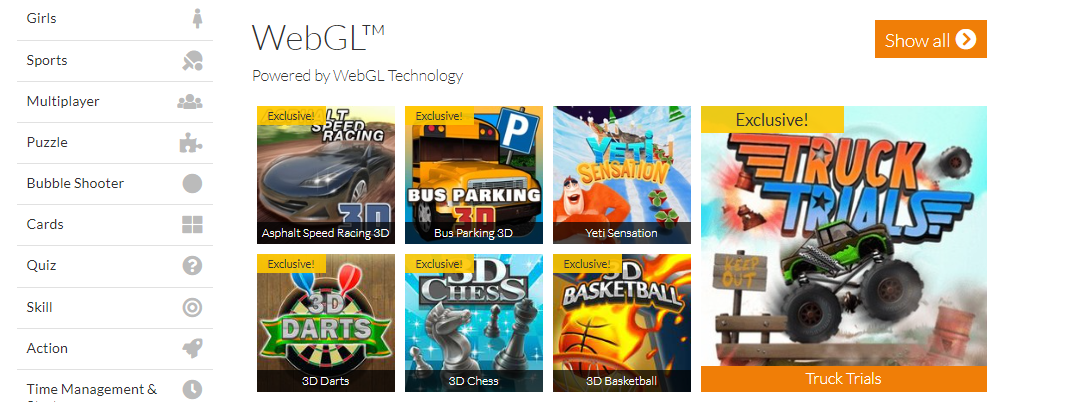 Girls
Sports
Multiplayer
Puzzle
Bubble Shooter
Cards
Quiz
Skill
Action
Time Management &
WebGL™
Show all
Powered by WebGL Technology
Exclusive!
SPEED
RACING
3D
Asphalt Speed Racing 3D
Exclusive!
P
BUS PARKING
3D
Bus Parking 3D
YETI
SENSATION
Yeti Sensation
Exclusive!
TRUCK
TRIALS
KEEP
OUT
Truck Trials
Exclusive!
3D
DARTS
3D Darts
Exclusive!
3D
CHESS
3D Chess
Exclusive!
3D
BASKETBALL
3D Basketball